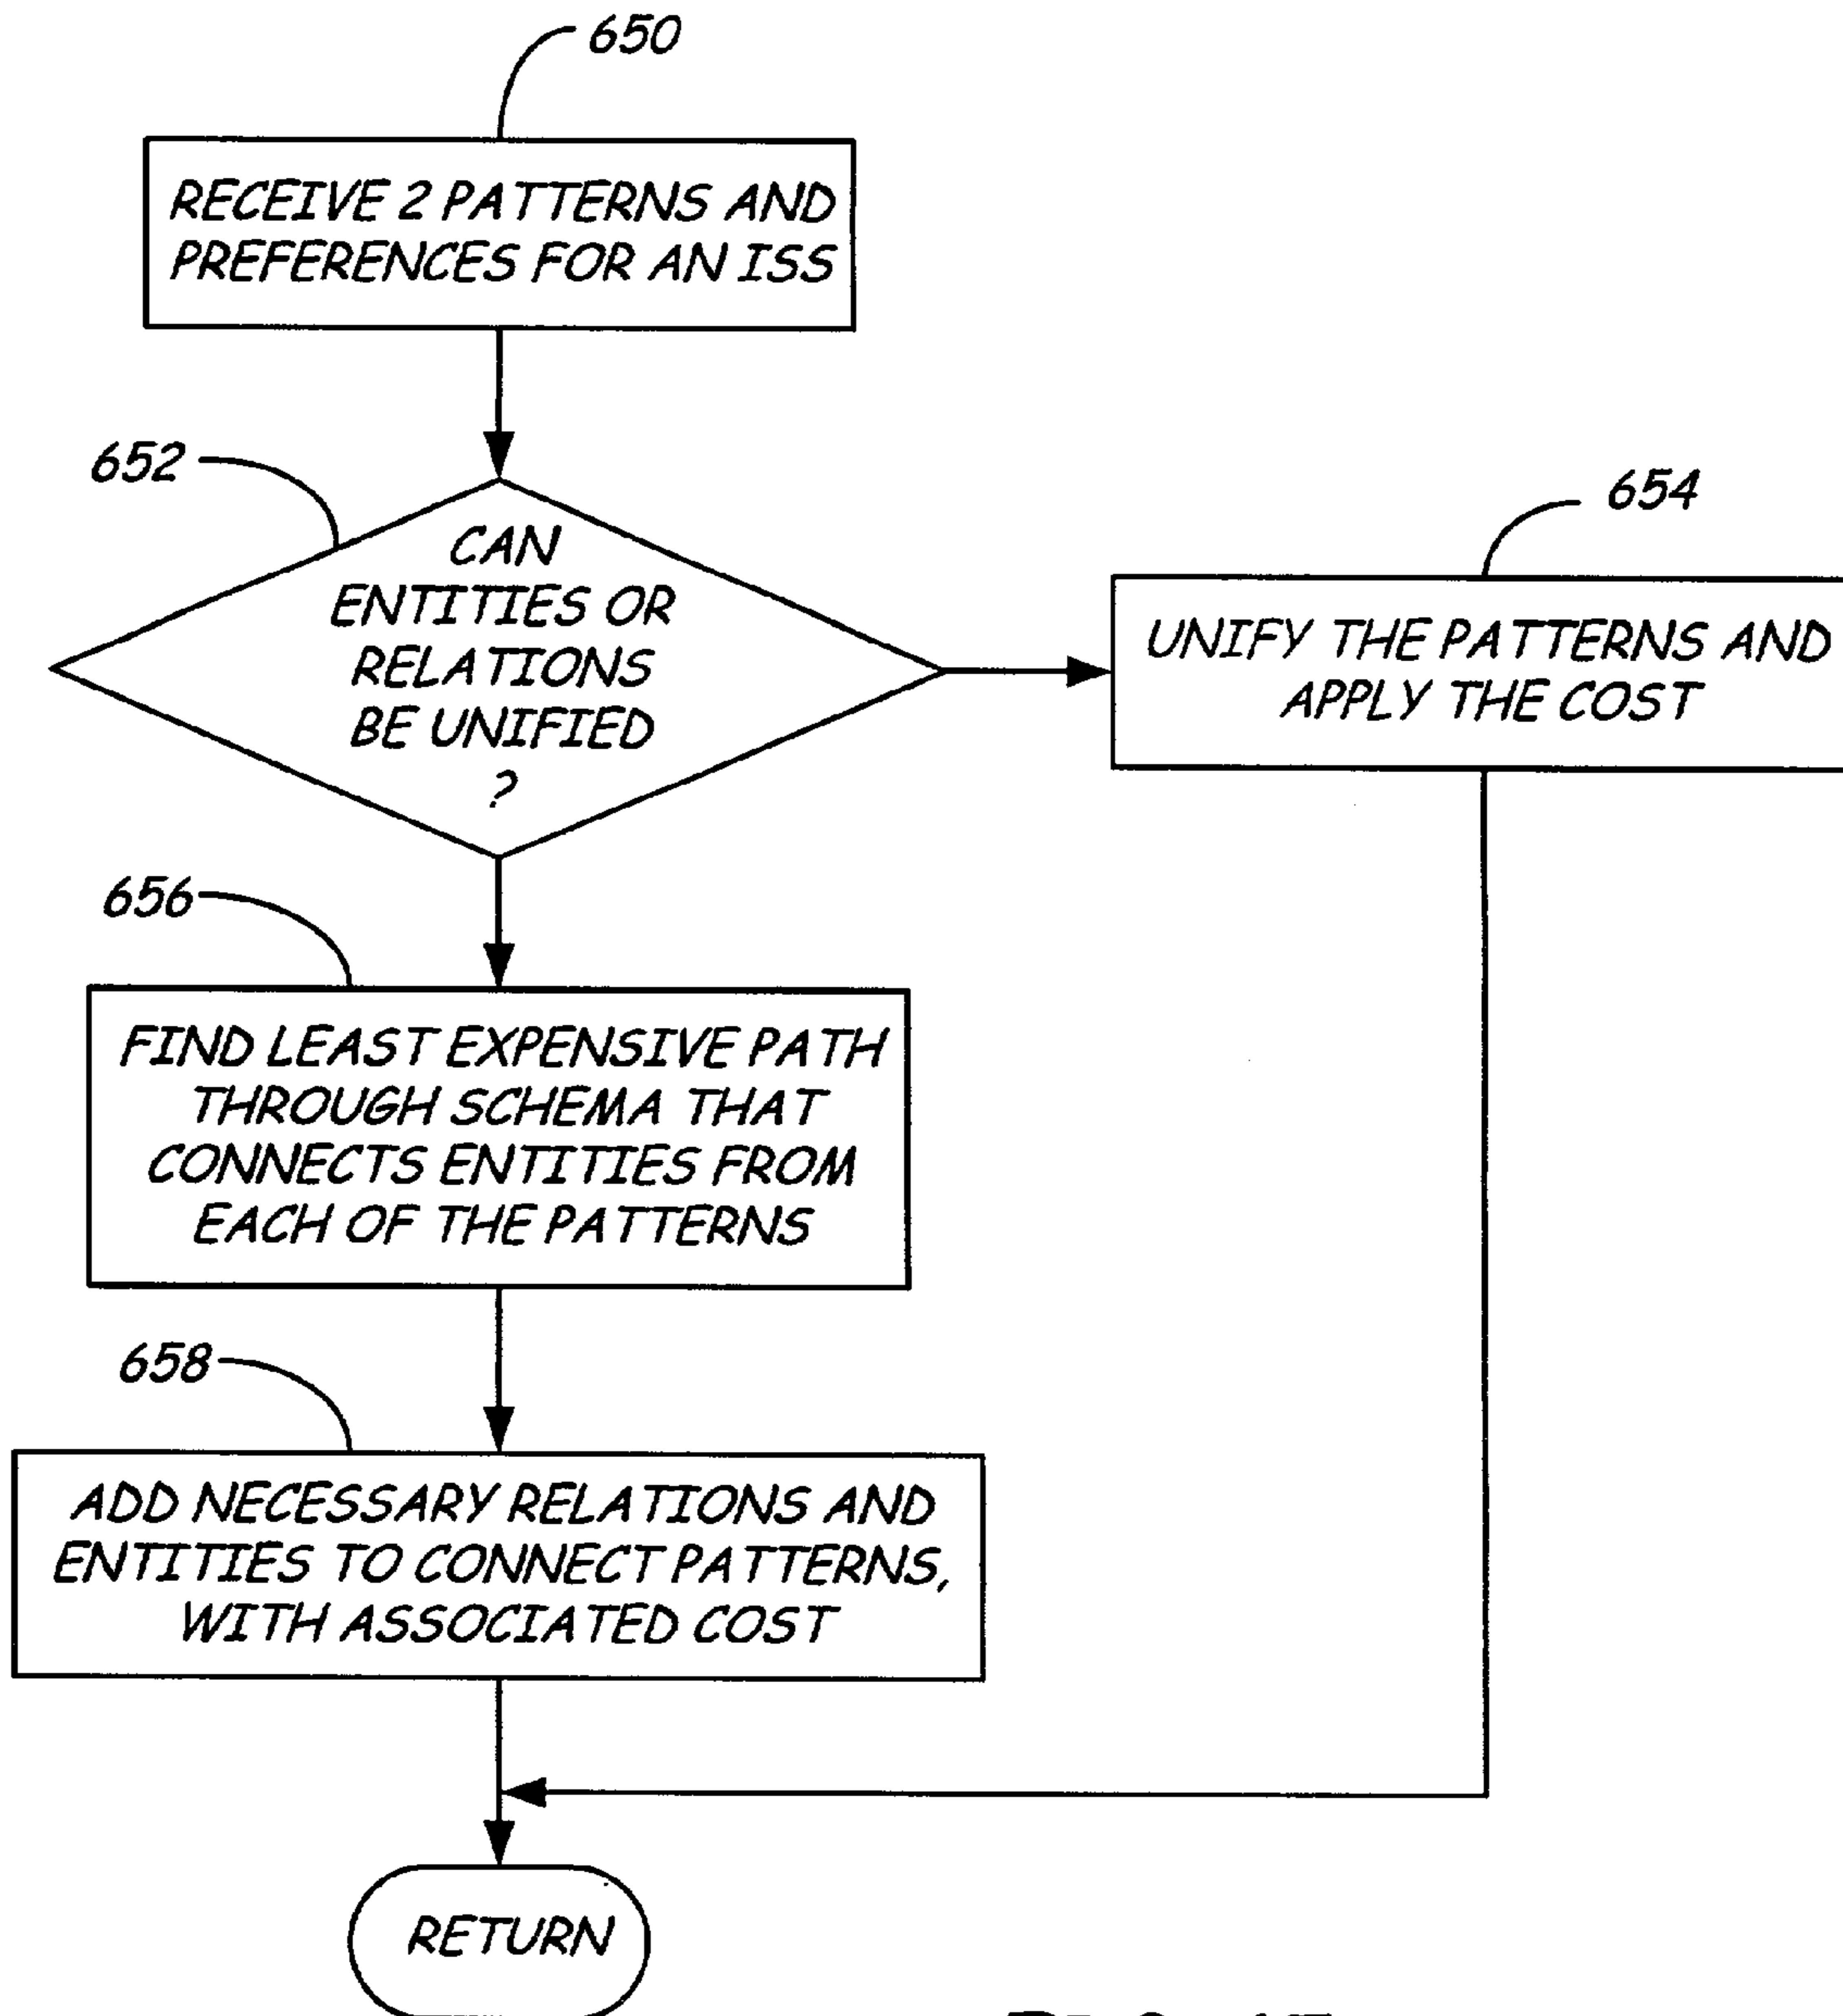 650
RECEIVE 2 PATTERNS AND
PREFERENCES FOR AN ISS
652
CAN
ENTITIES OR
RELATIONS
BE UNIFIED
?
654
UNIFY THE PATTERNS AND
APPLY THE COST
656
FIND LEAST EXPENSIVE PATH
THROUGH SCHEMA THAT
CONNECTS ENTITIES FROM
EACH OF THE PATTERNS
658
ADD NECESSARY RELATIONS AND
ENTITIES TO CONNECT PATTERNS,
WITH ASSOCIATED COST
RETURN